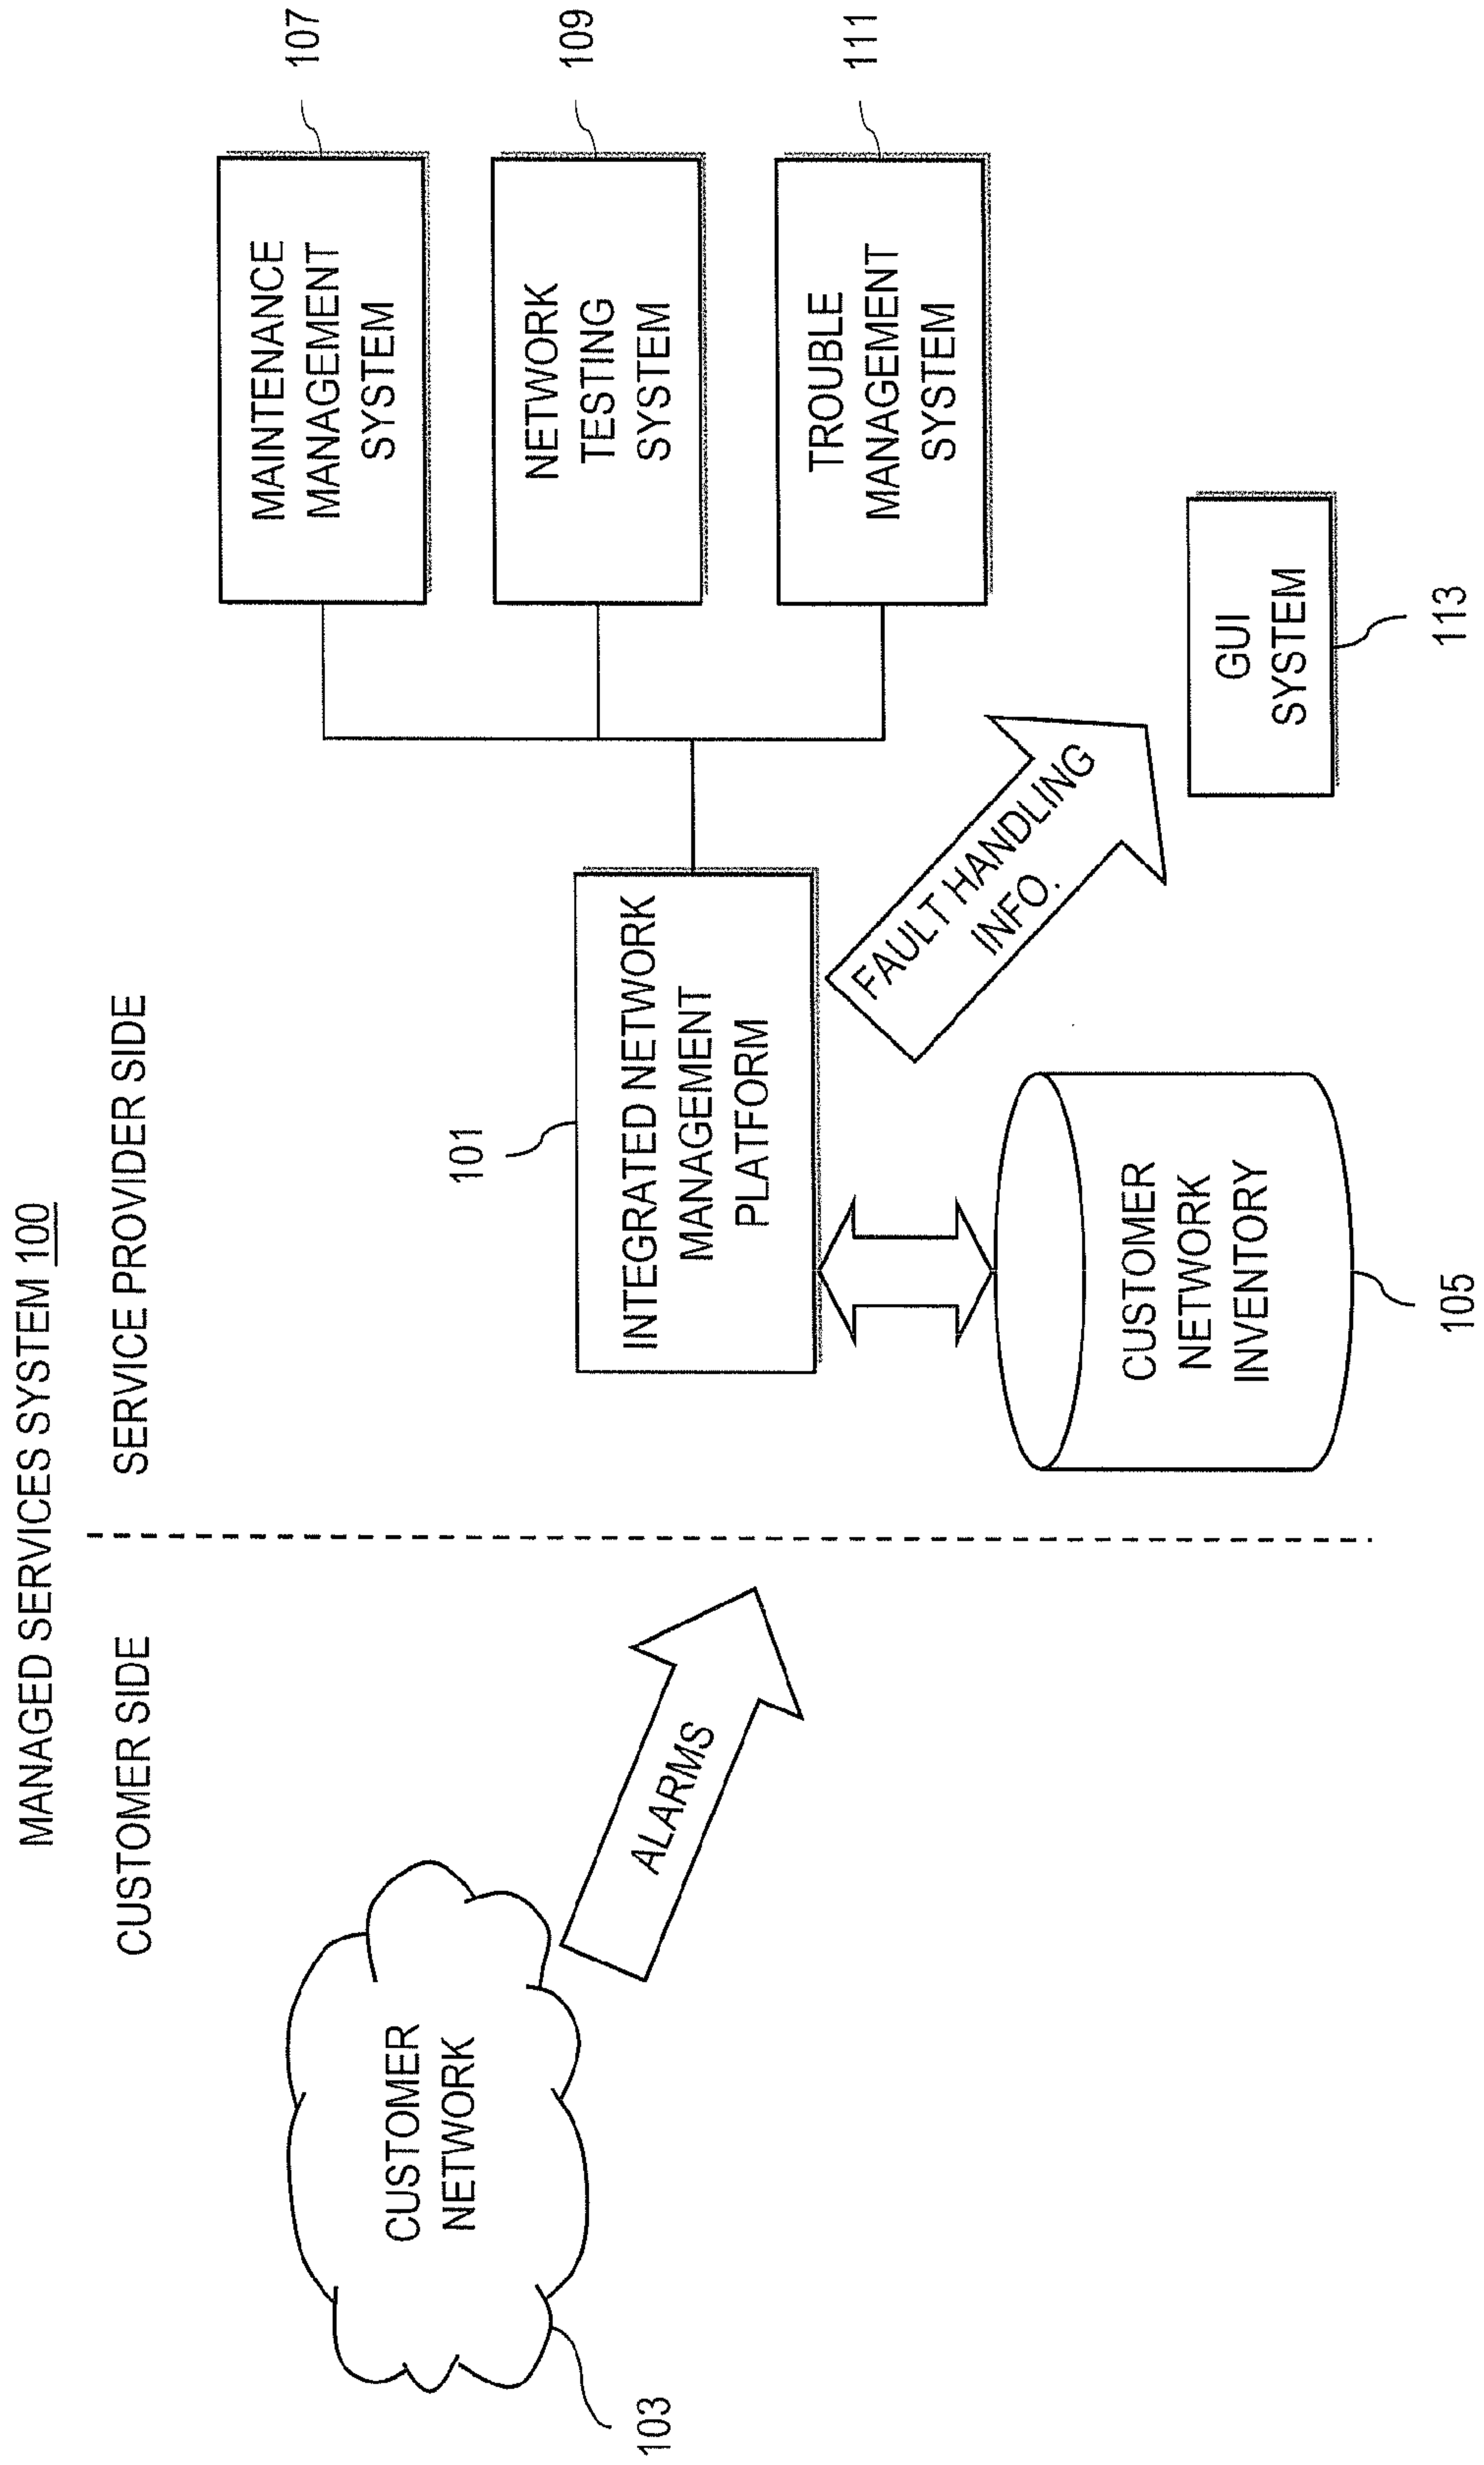 MANAGED SERVICES SYSTEM 100
CUSTOMER SIDE
SERVICE PROVIDER SIDE
CUSTOMER
NETWORK
103
ALARMS
101
INTEGRATED NETWORK
MANAGEMENT
PLATFORM
CUSTOMER
NETWORK
INVENTORY
105
FAULT HANDLING
INFO.
MAINTENANCE
MANAGEMENT
SYSTEM
107
NETWORK
TESTING
SYSTEM
109
TROUBLE
MANAGEMENT
SYSTEM
111
GUI
SYSTEM
113